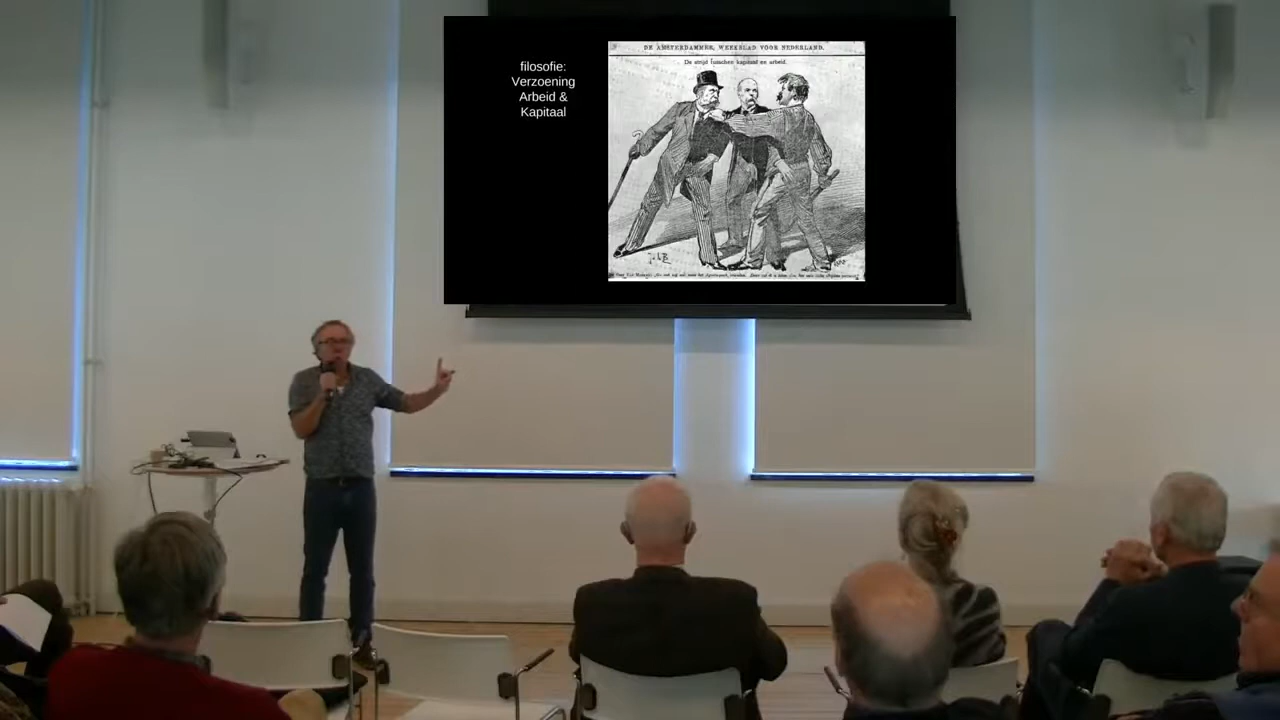 filosofie:
Verzoening
Arbeid &
Kapitaal
DE AMSTERDAMMER, WEEKBLAD VOOR NEDERLAND.
De strijd tusschen kapitaal en arbeid.